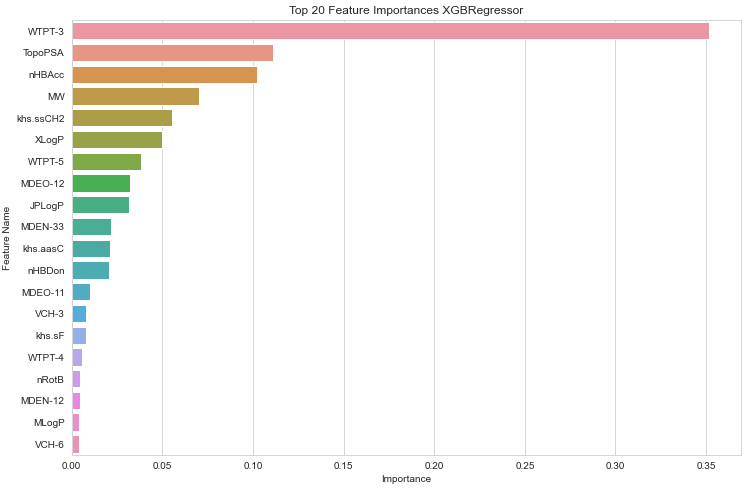 Top 20 Feature Importances XGBRegressor
WTPT-3
TopoPSA
nHBAcc
MW
khs.ssCH2
XLogP
WTPT-5
MDEO-12
JPLogP
MDEN-33
khs.aasC
nHBDon
MDEO-11
VCH-3
khs.sF
WTPT-4
nRotB
MDEN-12
MLogP
VCH-6
Feature Name
0.00 0.05 0.10 0.15 0.20 0.25 0.30 0.35
Importance